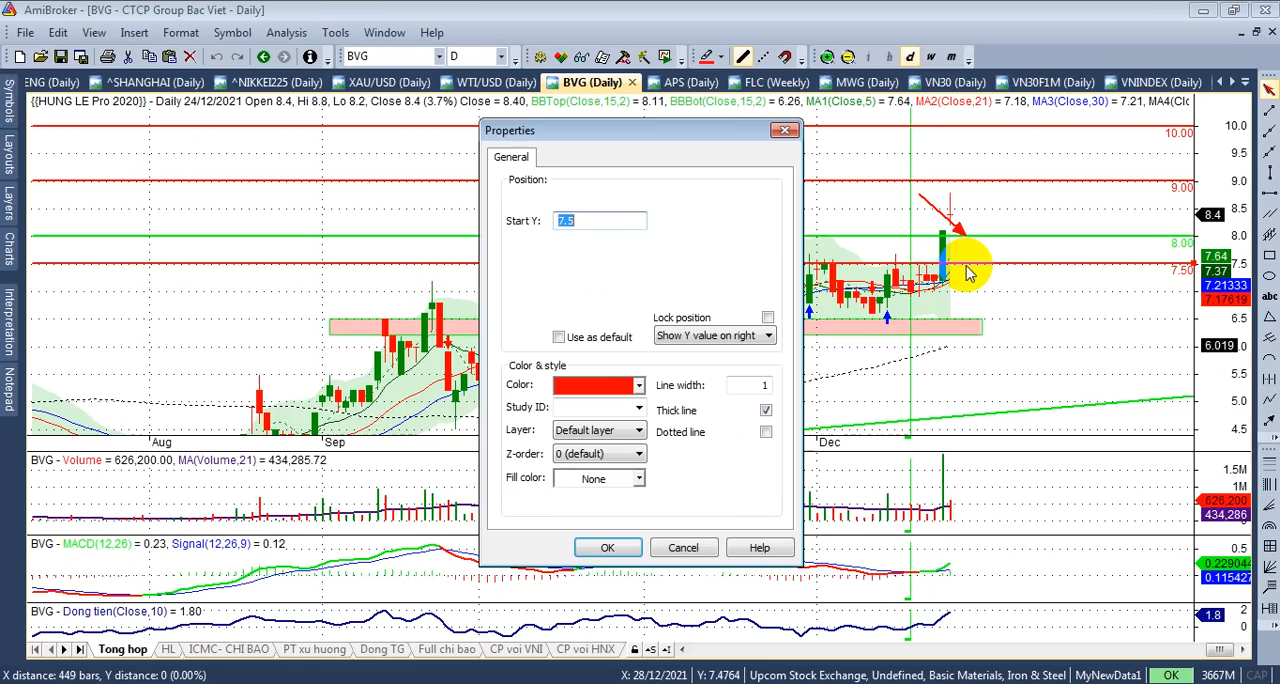 AmiBroker - [BVG - CTCP Group Bac Viet - Daily]
File Edit View Insert Format Symbol Analysis Tools Window Help
BVG D i h d w m
ENG (Daily) ^SHANGHAI (Daily) ^NIKKEI225 (Daily) XAU/USD (Daily) WTI/USD (Daily) BVG (Daily) APS (Daily) FLC (Weekly) MWG (Daily) VN30 (Daily) VN30F1M (Daily) VNINDEX (Daily)
{{HUNG LE Pro 2020}} - Daily 24/12/2021 Open 8.4, Hi 8.8, Lo 8.2, Close 8.4 (3.7%) Close = 8.40, BBTop(Close,15,2) = 8.11, BBBot(Close,15,2) = 6.26, MA1(Close,5) = 7.64, MA2(Close,21) = 7.18, MA3(Close,30) = 7.21, MA4(Clo
Symbols
Layouts
Layers
Charts
Interpretation
Notepad
Properties
General
Position:
Start Y: 7.5
Lock position
Use as default Show Y value on right
Color & style
Color: Line width: 1
Study ID: Thick line
Layer: Default layer Dotted line
Z-order: 0 (default)
Fill color: None
OK Cancel Help
10.00
9.00
8.00
7.50
10.0
9.5
9.0
8.5
8.4
8.0
7.64
7.5
7.37
7.21333
7.17619
6.5
6.019
5.5
5.0
4.5
abc
Aug Sep Dec
BVG - Volume = 626,200.00, MA(Volume,21) = 434,285.72
1.5M
1M
626,200
434,286
BVG - MACD(12,26) = 0.23, Signal(12,26,9) = 0.12
0.5
0.229044
0.115427
BVG - Dong tien(Close,10) = 1.80
2
1.8
0
Tong hop HL ICMC- CHI BAO PT xu huong Dong TG Full chi bao CP voi VNI CP voi HNX
X distance: 449 bars, Y distance: 0 (0.00%) X: 28/12/2021 Y: 7.4764 Upcom Stock Exchange, Undefined, Basic Materials, Iron & Steel MyNewData1 OK 3667M CAP